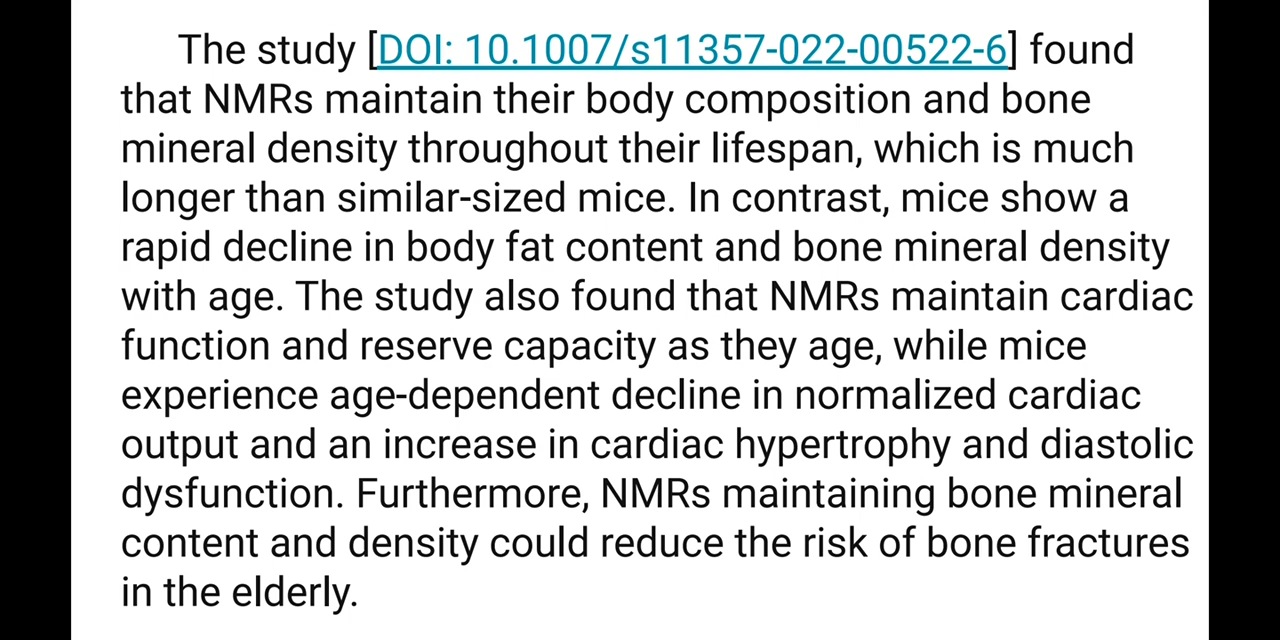 The study [DOI: 10.1007/s11357-022-00522-6] found
that NMRs maintain their body composition and bone
mineral density throughout their lifespan, which is much
longer than similar-sized mice. In contrast, mice show a
rapid decline in body fat content and bone mineral density
with age. The study also found that NMRs maintain cardiac
function and reserve capacity as they age, while mice
experience age-dependent decline in normalized cardiac
output and an increase in cardiac hypertrophy and diastolic
dysfunction. Furthermore, NMRs maintaining bone mineral
content and density could reduce the risk of bone fractures
in the elderly.